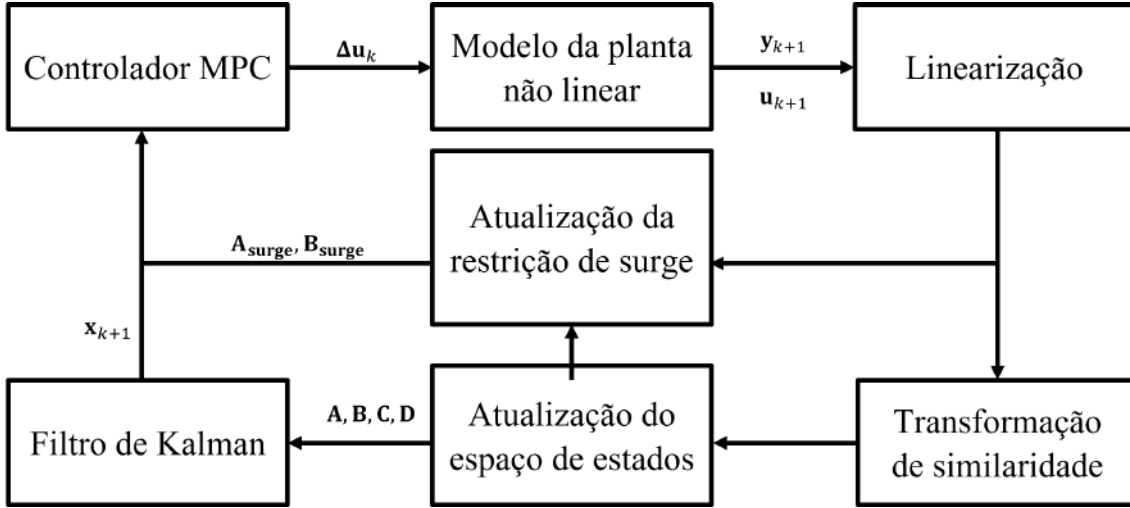 Controlador MPC
Δu_k
Modelo da planta
não linear
y_{k+1}
u_{k+1}
Linearização
Atualização da
restrição de surge
A_surge, B_surge
x_{k+1}
Filtro de Kalman
A, B, C, D
Atualização do
espaço de estados
Transformação
de similaridade